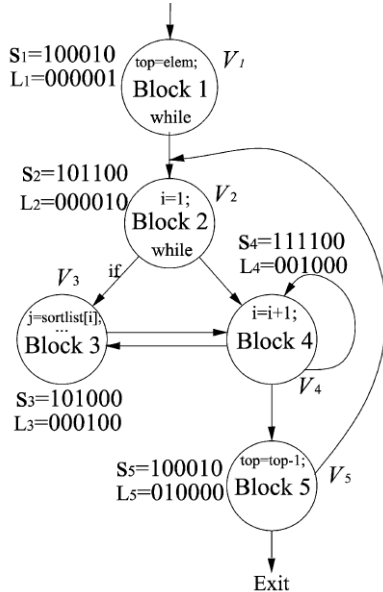 S1=100010
L1=000001
top=elem;
Block 1
while
V1
S2=101100
L2=000010
i=1;
Block 2
while
V2
S4=111100
L4=001000
if
V3
j=sortlist[i];
...
Block 3
i=i+1;
Block 4
V4
S3=101000
L3=000100
S5=100010
L5=010000
top=top-1;
Block 5
V5
Exit